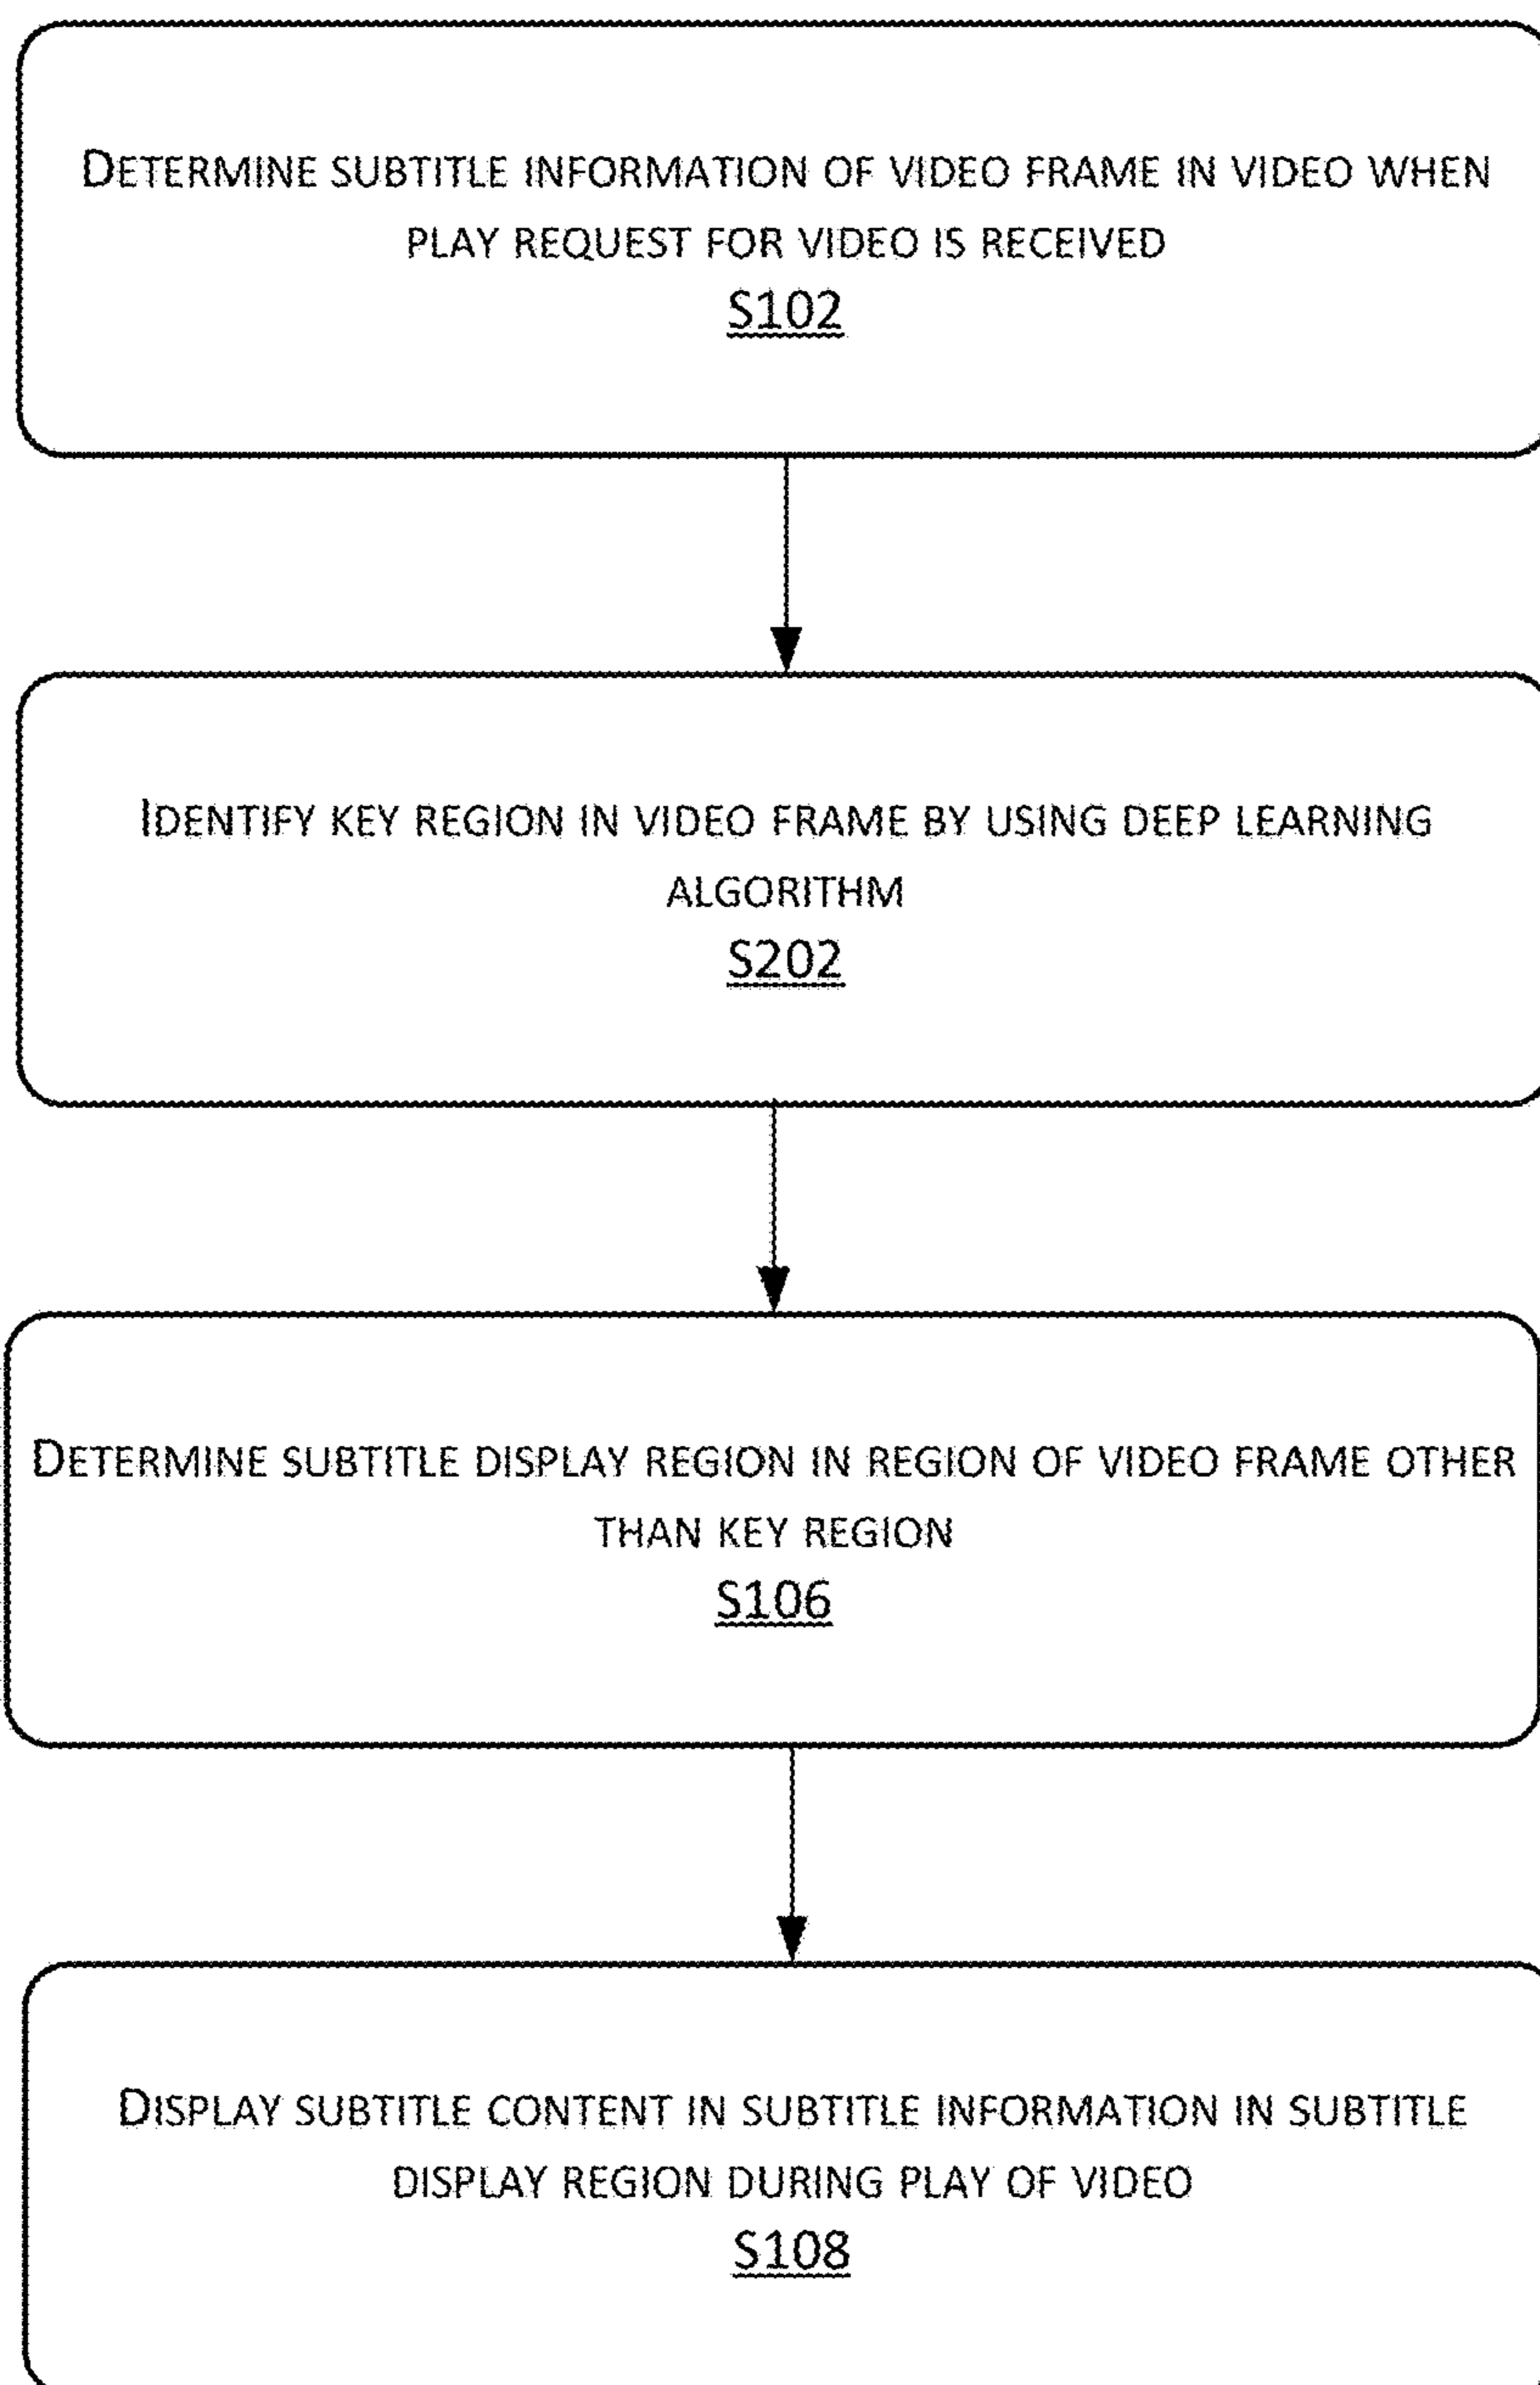 DETERMINE SUBTITLE INFORMATION OF VIDEO FRAME IN VIDEO WHEN
PLAY REQUEST FOR VIDEO IS RECEIVED
S102
IDENTIFY KEY REGION IN VIDEO FRAME BY USING DEEP LEARNING
ALGORITHM
S202
DETERMINE SUBTITLE DISPLAY REGION IN REGION OF VIDEO FRAME OTHER
THAN KEY REGION
S106
DISPLAY SUBTITLE CONTENT IN SUBTITLE INFORMATION IN SUBTITLE
DISPLAY REGION DURING PLAY OF VIDEO
S108